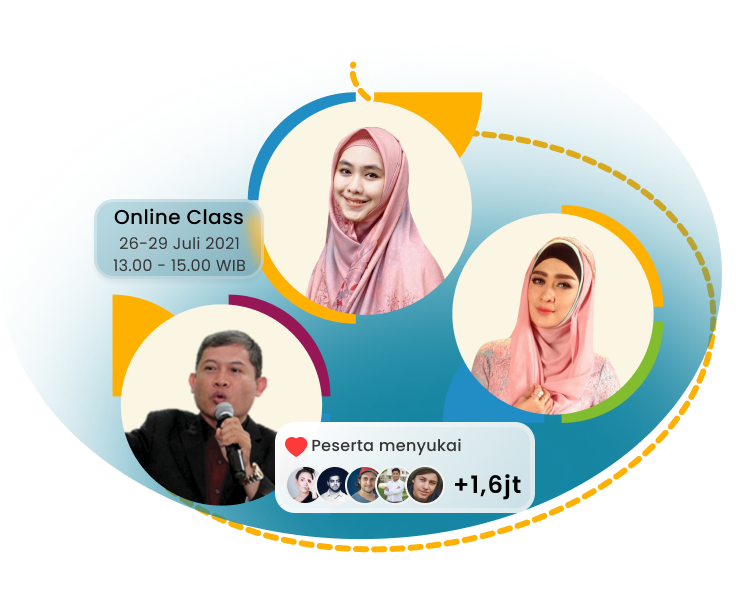 Online Class
26-29 Juli 2021
13.00 - 15.00 WIB
Peserta menyukai
+1,6jt